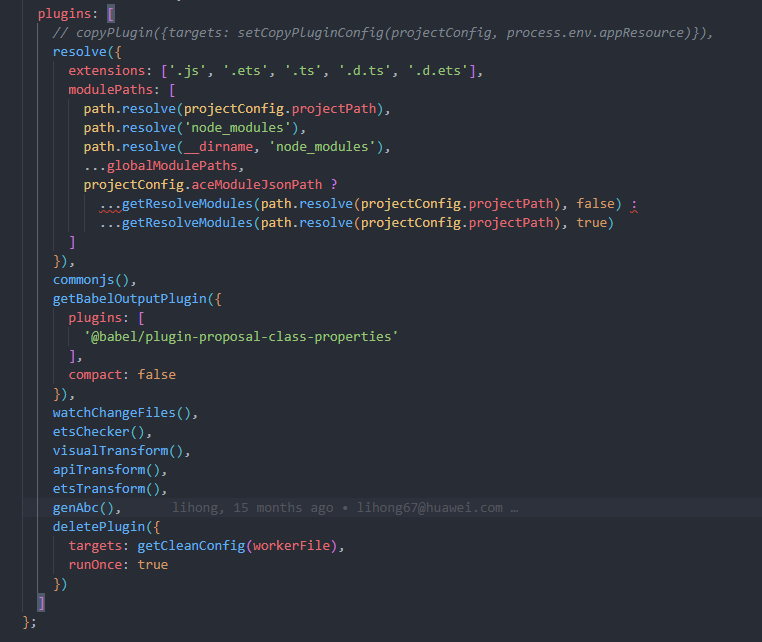 plugins: [
// copyPlugin({targets: setCopyPluginConfig(projectConfig, process.env.appResource)}),
resolve({
extensions: ['.js', '.ets', '.ts', '.d.ts', '.d.ets'],
modulePaths: [
path.resolve(projectConfig.projectPath),
path.resolve('node_modules'),
path.resolve(__dirname, 'node_modules'),
...globalModulePaths,
projectConfig.aceModuleJsonPath ?
...getResolveModules(path.resolve(projectConfig.projectPath), false) :
...getResolveModules(path.resolve(projectConfig.projectPath), true)
]
}),
commonjs(),
getBabelOutputPlugin({
plugins: [
'@babel/plugin-proposal-class-properties'
],
compact: false
}),
watchChangeFiles(),
etsChecker(),
visualTransform(),
apiTransform(),
etsTransform(),
genAbc(), lihong, 15 months ago • lihong67@huawei.com …
deletePlugin({
targets: getCleanConfig(workerFile),
runOnce: true
})
]
};